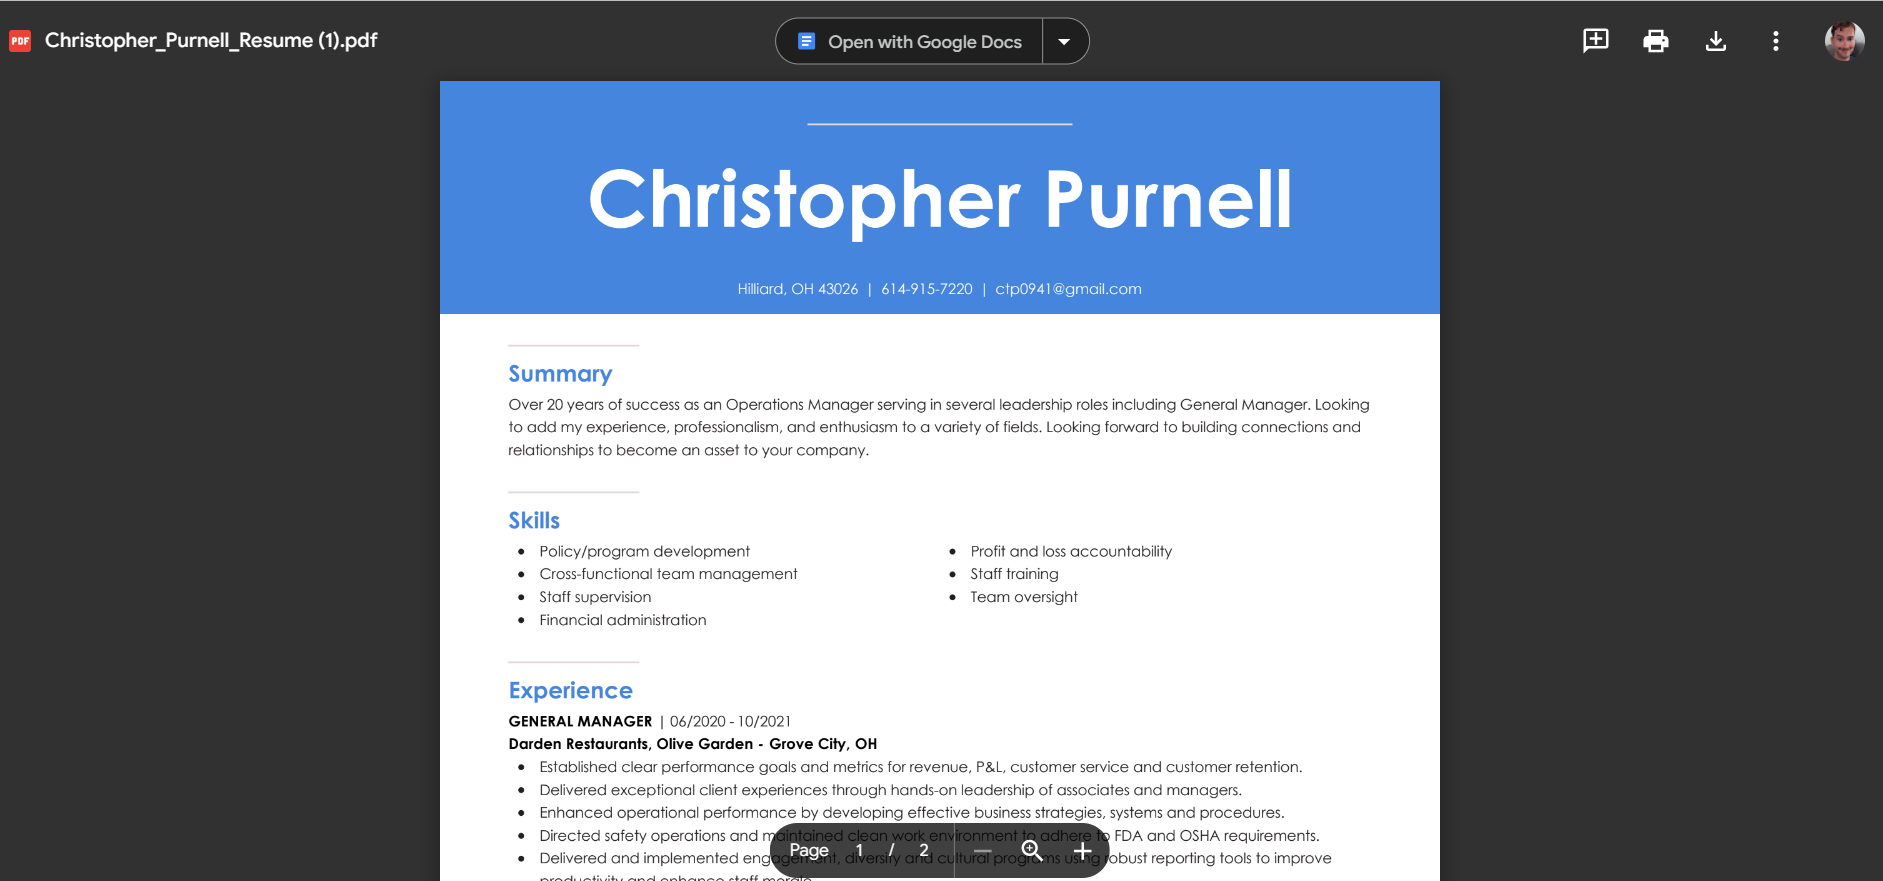 PDF Christopher_Purnell_Resume (1).pdf
Open with Google Docs
Christopher Purnell
Hilliard, OH 43026 | 614-915-7220 | ctp0941@gmail.com
Summary
Over 20 years of success as an Operations Manager serving in several leadership roles including General Manager. Looking
to add my experience, professionalism, and enthusiasm to a variety of fields. Looking forward to building connections and
relationships to become an asset to your company.
Skills
• Policy/program development
• Cross-functional team management
• Staff supervision
• Financial administration
• Profit and loss accountability
• Staff training
• Team oversight
Experience
GENERAL MANAGER | 06/2020 - 10/2021
Darden Restaurants, Olive Garden - Grove City, OH
• Established clear performance goals and metrics for revenue, P&L, customer service and customer retention.
• Delivered exceptional client experiences through hands-on leadership of associates and managers.
• Enhanced operational performance by developing effective business strategies, systems and procedures.
• Directed safety operations and maintained clean work environment to adhere to FDA and OSHA requirements.
• Delivered and implemented engagement, diversity and cultural programs using robust reporting tools to improve
productivity and enhance staff morale.
Page 1 / 2